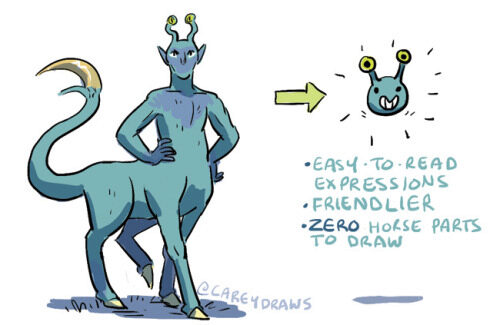 •EASY-TO-READ
EXPRESSIONS
•FRIENDLIER
•ZERO HORSE PARTS
TO DRAW
@CAREYDRAWS